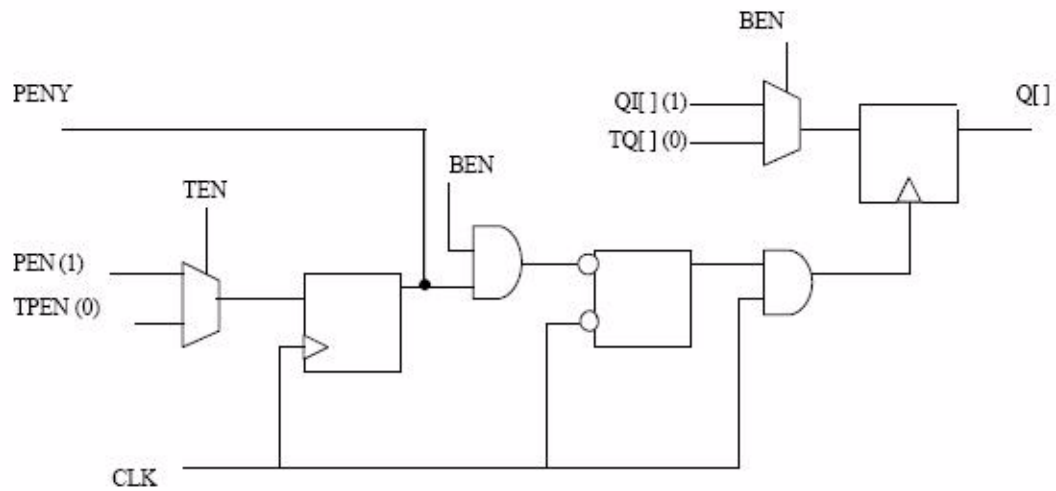 BEN
PENY
QI[ ] (1)
Q[ ]
TQ[ ] (0)
BEN
TEN
PEN (1)
TPEN (0)
CLK